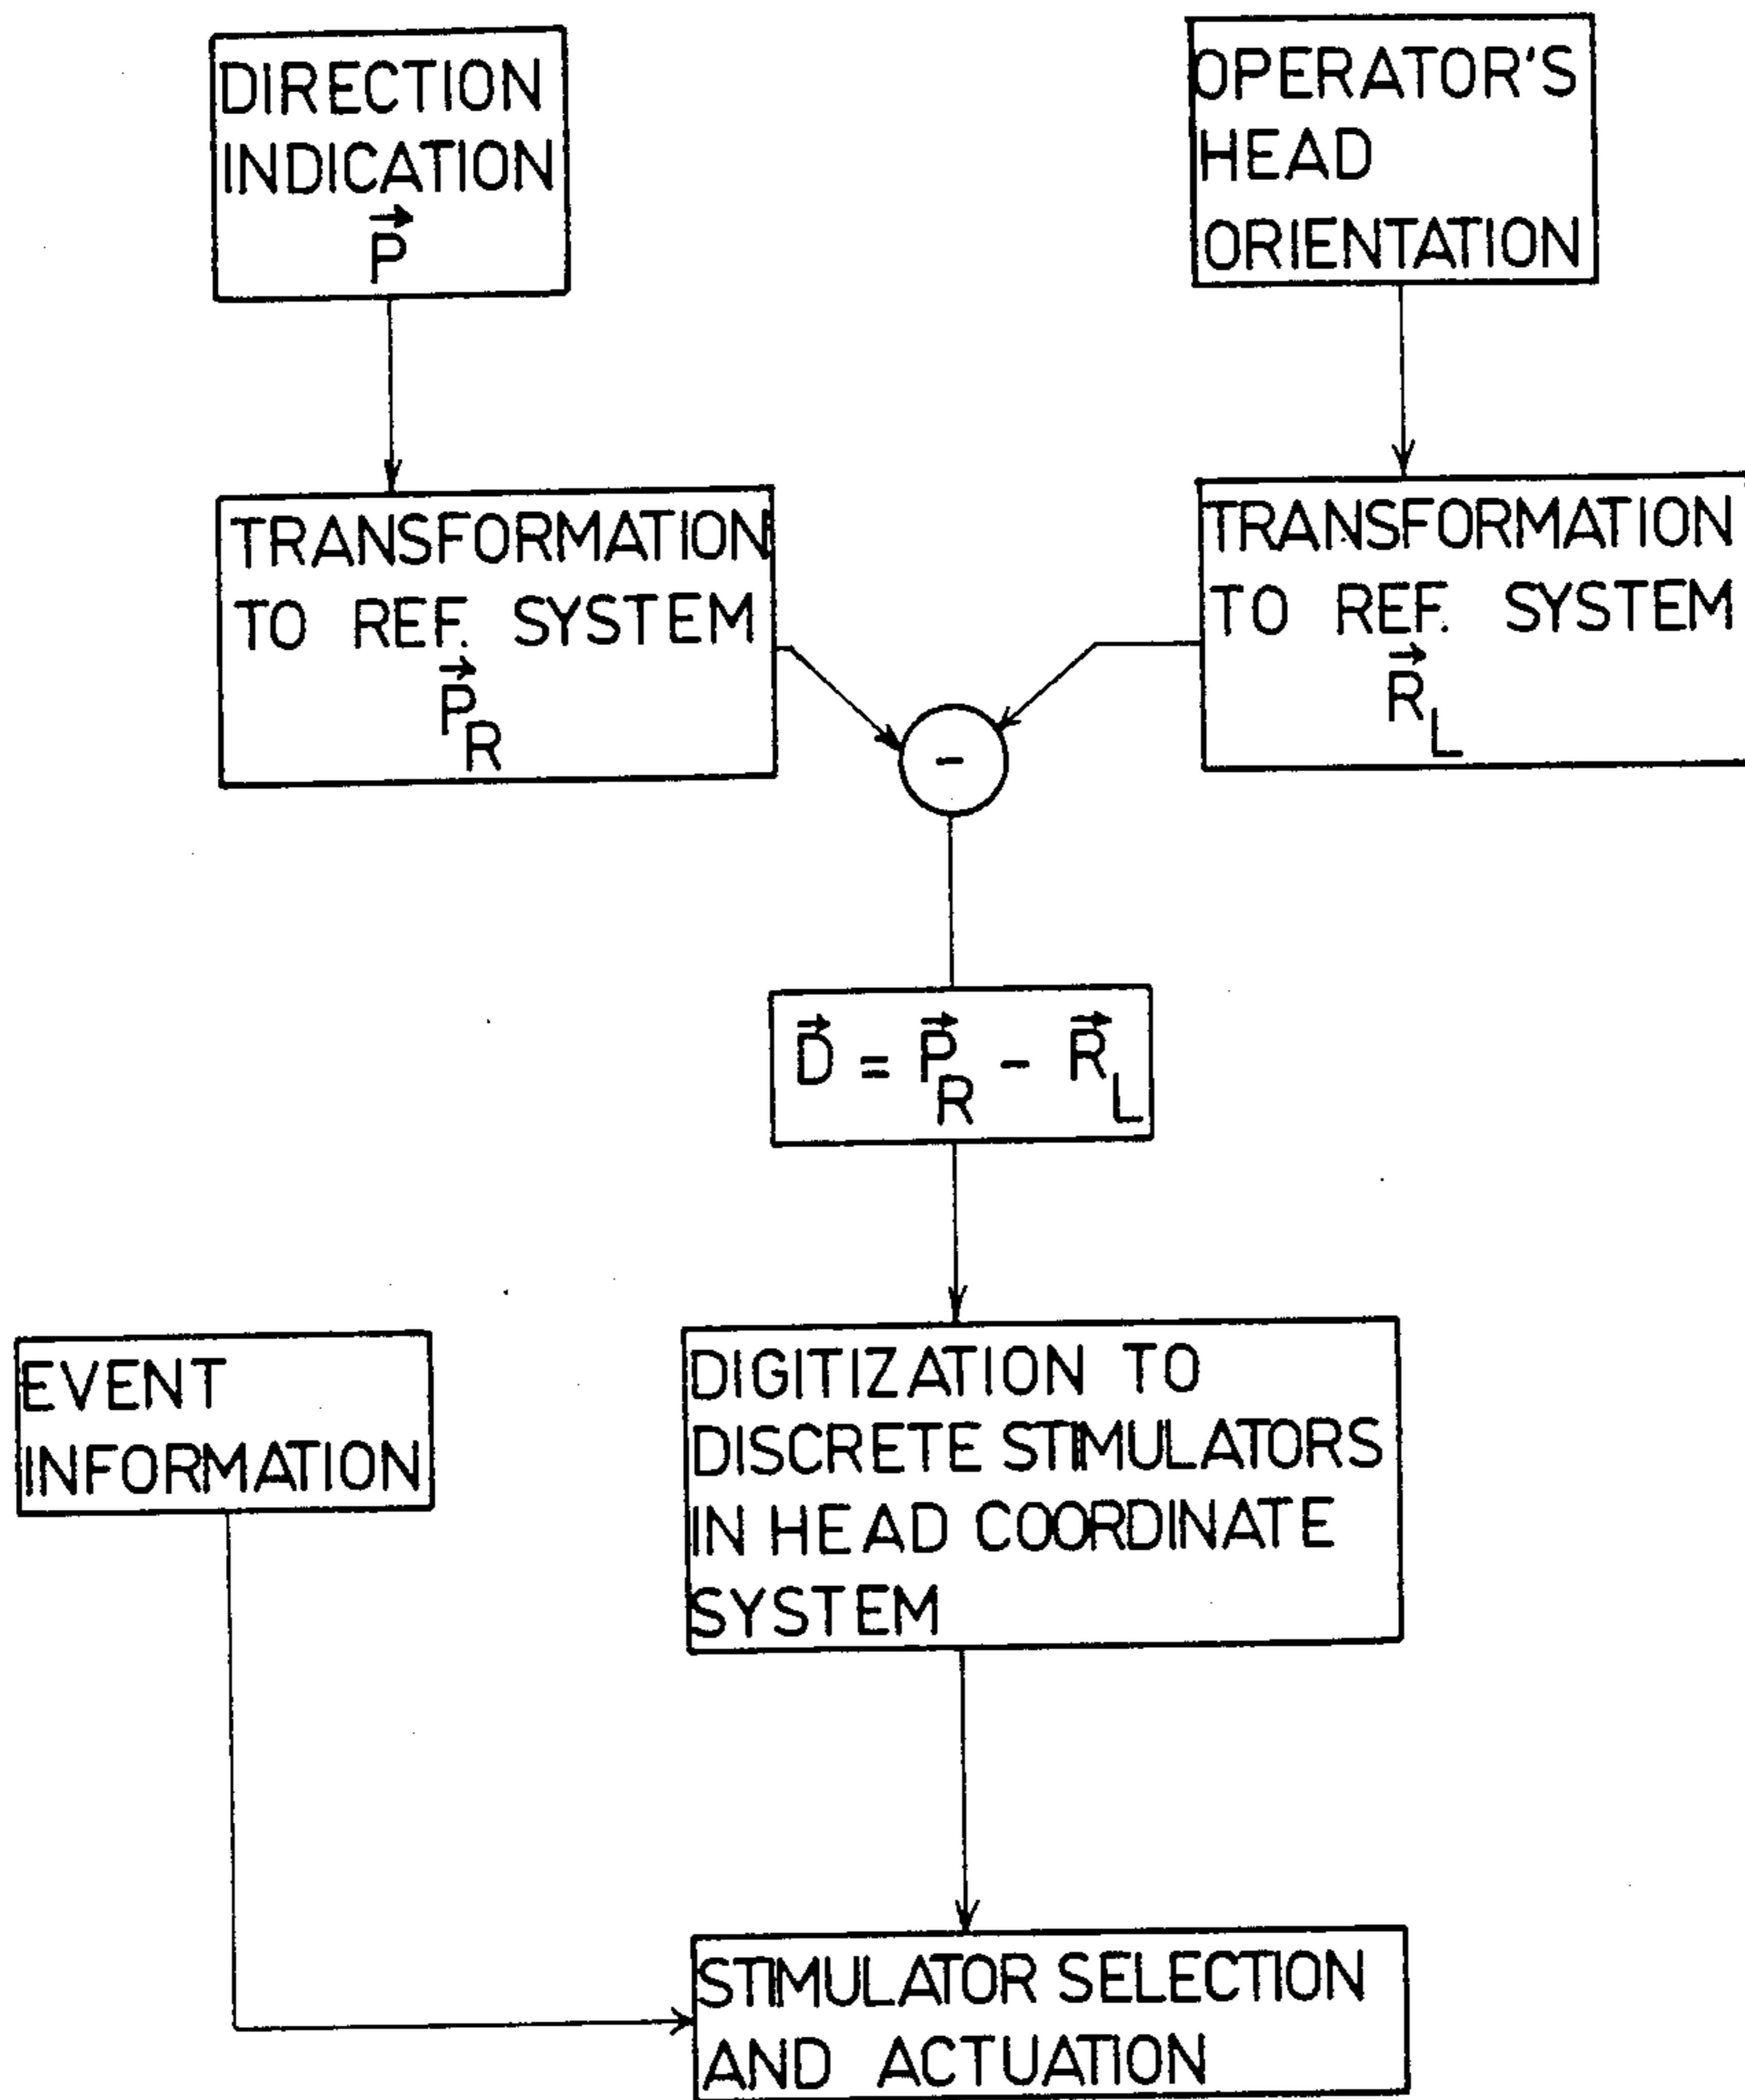 DIRECTION
INDICATION
P⃗
OPERATOR'S
HEAD
ORIENTATION
TRANSFORMATION
TO REF. SYSTEM
P⃗R
TRANSFORMATION
TO REF. SYSTEM
R⃗L
-
D⃗ = P⃗R - R⃗L
EVENT
INFORMATION
DIGITIZATION TO
DISCRETE STIMULATORS
IN HEAD COORDINATE
SYSTEM
STIMULATOR SELECTION
AND ACTUATION